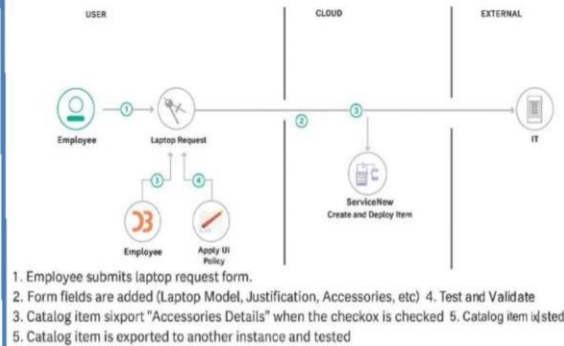 USER
CLOUD
EXTERNAL
1
2
3
Employee
Laptop Request
IT
3
4
ServiceNow
Create and Deploy Item
Employee
Apply UI
Policy
1. Employee submits laptop request form.
2. Form fields are added (Laptop Model, Justification, Accessories, etc) 4. Test and Validate
3. Catalog item sixport "Accessories Details" when the checkox is checked 5. Catalog item is|sted
5. Catalog item is exported to another instance and tested